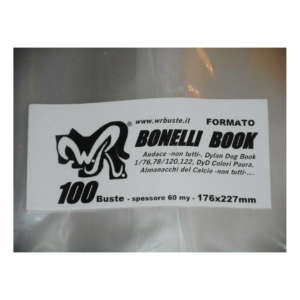 www.wrbuste.it
FORMATO
W.R. ®
BONELLI BOOK
Audace -non tutti-, Dylan Dog Book
1/76,78/120,122, DyD Colori Paura,
Almanacchi del Calcio -non tutti-....
100 Buste - spessore 60 my - 176x227mm